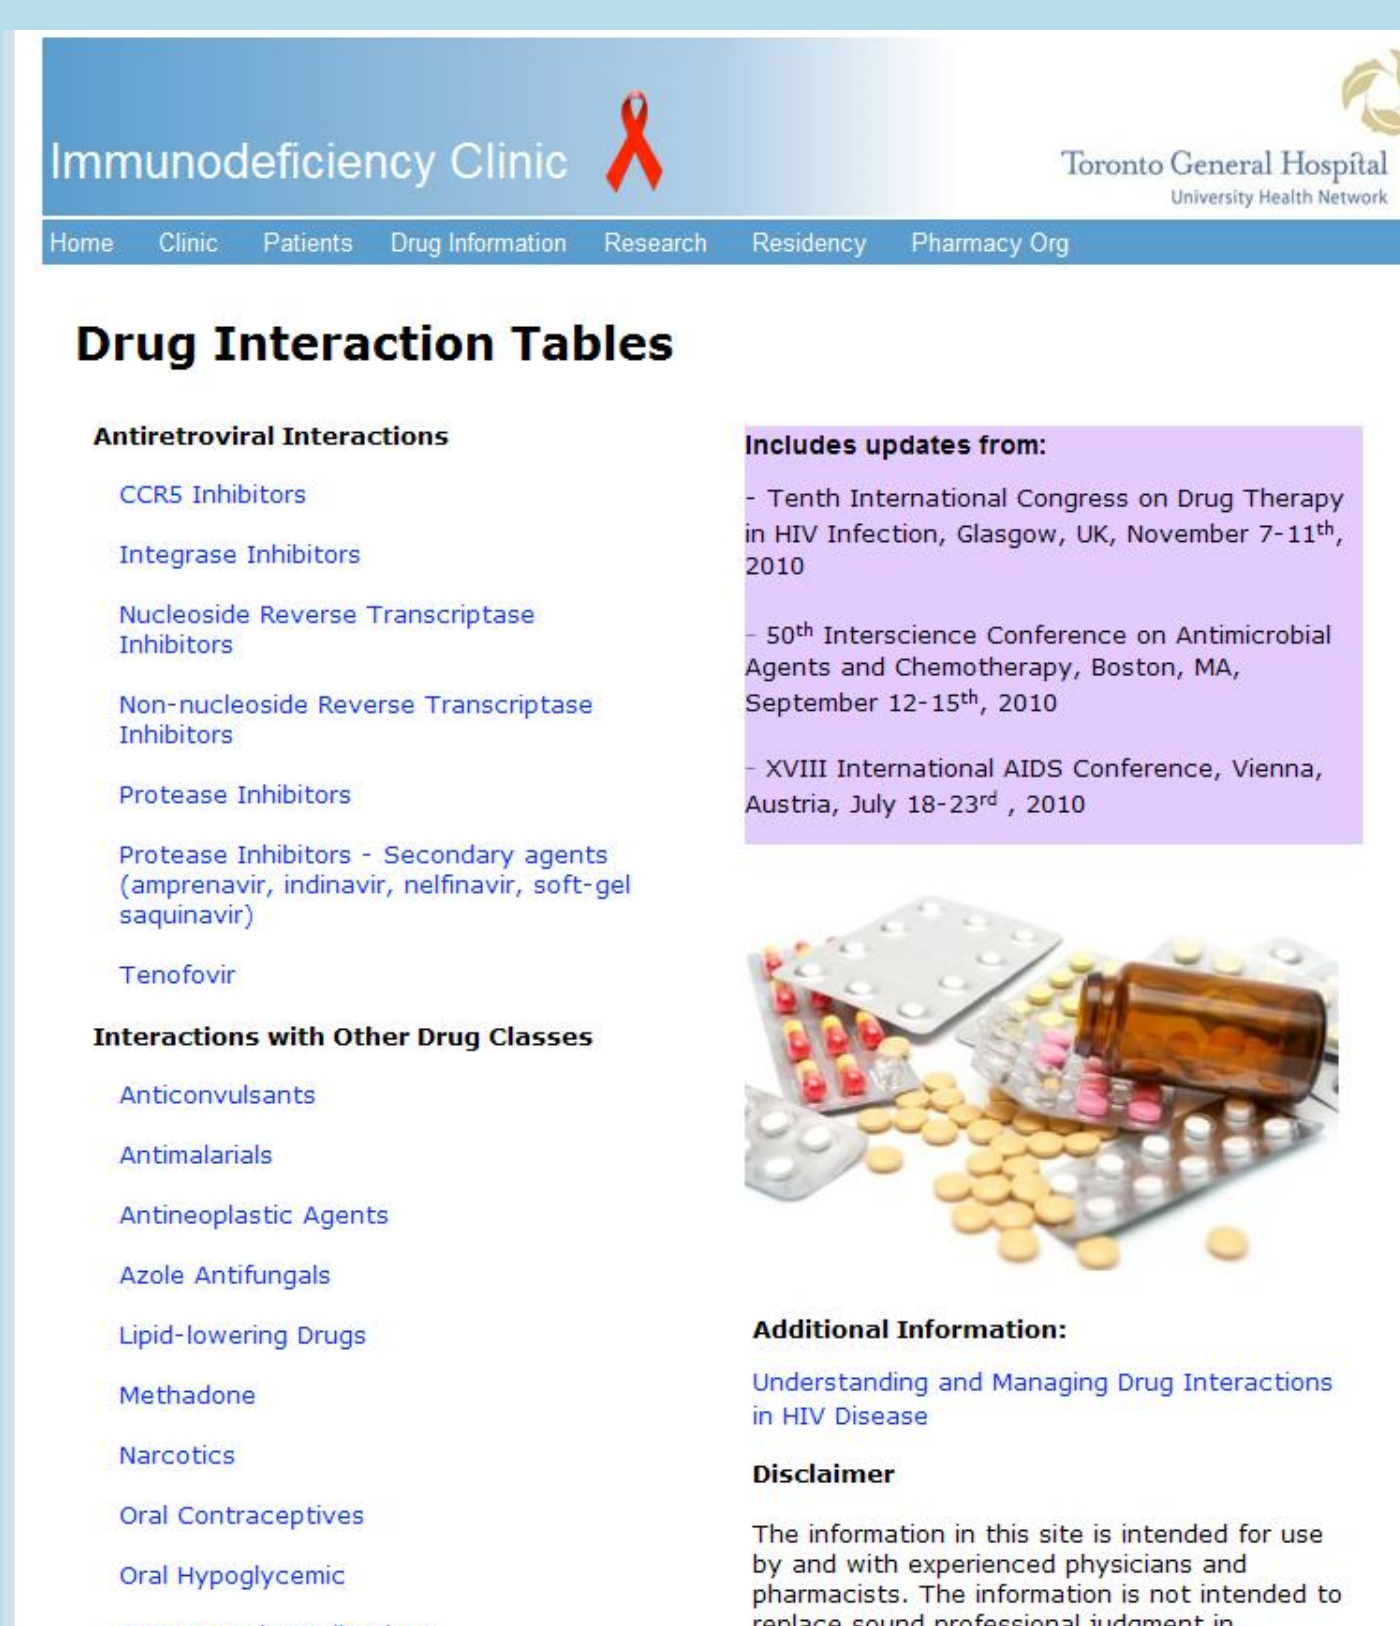 Immunodeficiency Clinic
Toronto General Hospital
University Health Network
Home Clinic Patients Drug Information Research Residency Pharmacy Org
Drug Interaction Tables
Antiretroviral Interactions
CCR5 Inhibitors
Integrase Inhibitors
Nucleoside Reverse Transcriptase
Inhibitors
Non-nucleoside Reverse Transcriptase
Inhibitors
Protease Inhibitors
Protease Inhibitors - Secondary agents
(amprenavir, indinavir, nelfinavir, soft-gel
saquinavir)
Tenofovir
Interactions with Other Drug Classes
Anticonvulsants
Antimalarials
Antineoplastic Agents
Azole Antifungals
Lipid-lowering Drugs
Methadone
Narcotics
Oral Contraceptives
Oral Hypoglycemic
Includes updates from:
- Tenth International Congress on Drug Therapy
in HIV Infection, Glasgow, UK, November 7-11th,
2010
- 50th Interscience Conference on Antimicrobial
Agents and Chemotherapy, Boston, MA,
September 12-15th, 2010
- XVIII International AIDS Conference, Vienna,
Austria, July 18-23rd , 2010
Additional Information:
Understanding and Managing Drug Interactions
in HIV Disease
Disclaimer
The information in this site is intended for use
by and with experienced physicians and
pharmacists. The information is not intended to
replace sound professional judgment in